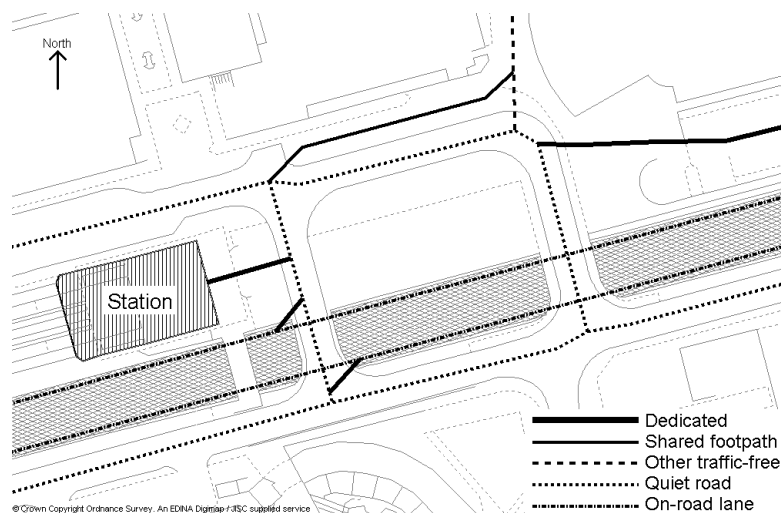 North
Station
Dedicated
Shared footpath
Other traffic-free
Quiet road
On-road lane
© Crown Copyright Ordnance Survey. An EDINA Digimap / JISC supplied service